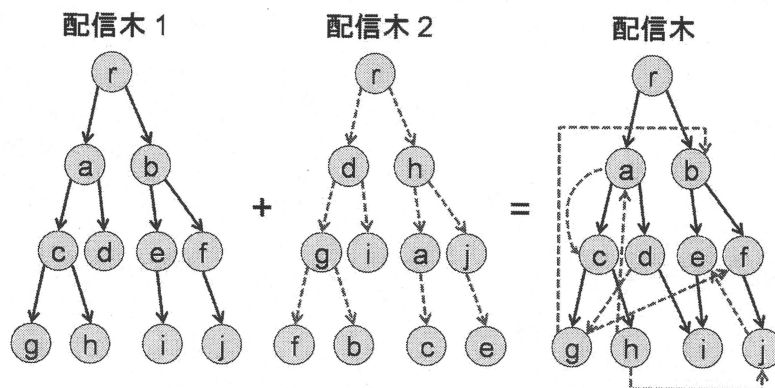 配信木 1 配信木 2 配信木
r r r
a b d h a b
+ =
c d e f g i a j c d e f
g h i j f b c e g h i j